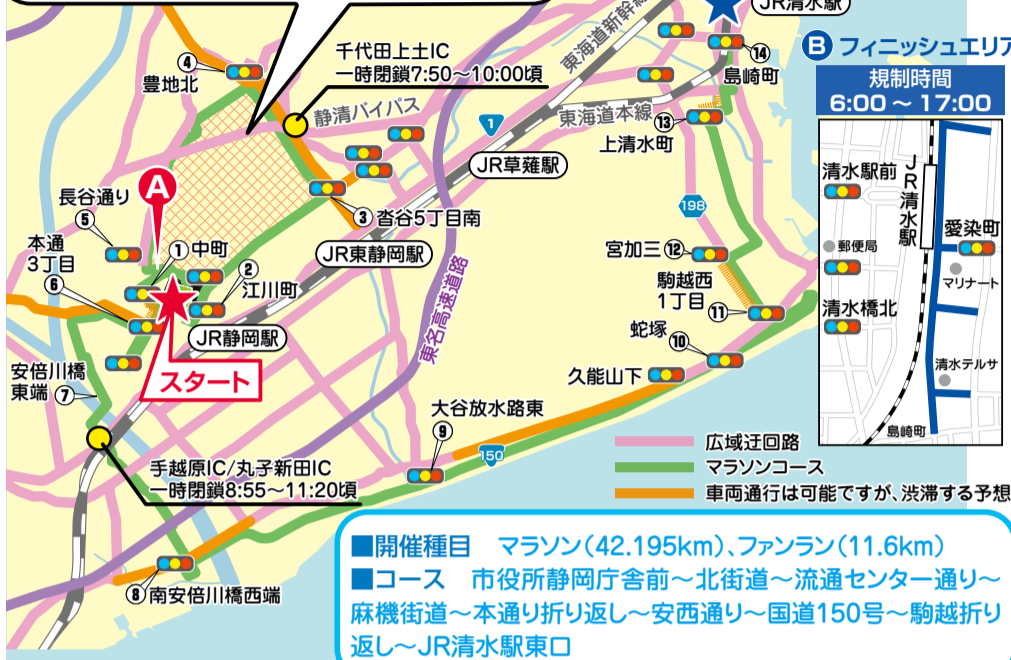 JR清水駅
東海道新幹線
⑭
島崎町
④
豊地北
千代田上土IC
一時閉鎖7:50～10:00頃
静清バイパス
1
東海道本線
⑬
上清水町
JR草薙駅
198
長谷通り
⑤
A
③ 沓谷5丁目南
JR東静岡駅
本通
3丁目
⑥
① 中町
②
江川町
JR静岡駅
スタート
東名高速道路
宮加三 ⑫
駒越西
1丁目
⑪
蛇塚
⑩
久能山下
安倍川橋
東端 ⑦
大谷放水路東
⑨
150
手越原IC/丸子新田IC
一時閉鎖8:55～11:20頃
⑧ 南安倍川橋西端
B フィニッシュエリア
規制時間
6:00 ～ 17:00
清水駅前
JR清水駅
愛染町
郵便局
マリナート
清水橋北
清水テルサ
島崎町
広域迂回路
マラソンコース
車両通行は可能ですが、渋滞する予想
■開催種目 マラソン(42.195km)、ファンラン(11.6km)
■コース 市役所静岡庁舎前～北街道～流通センター通り～
麻機街道～本通り折り返し～安西通り～国道150号～駒越折り
返し～JR清水駅東口